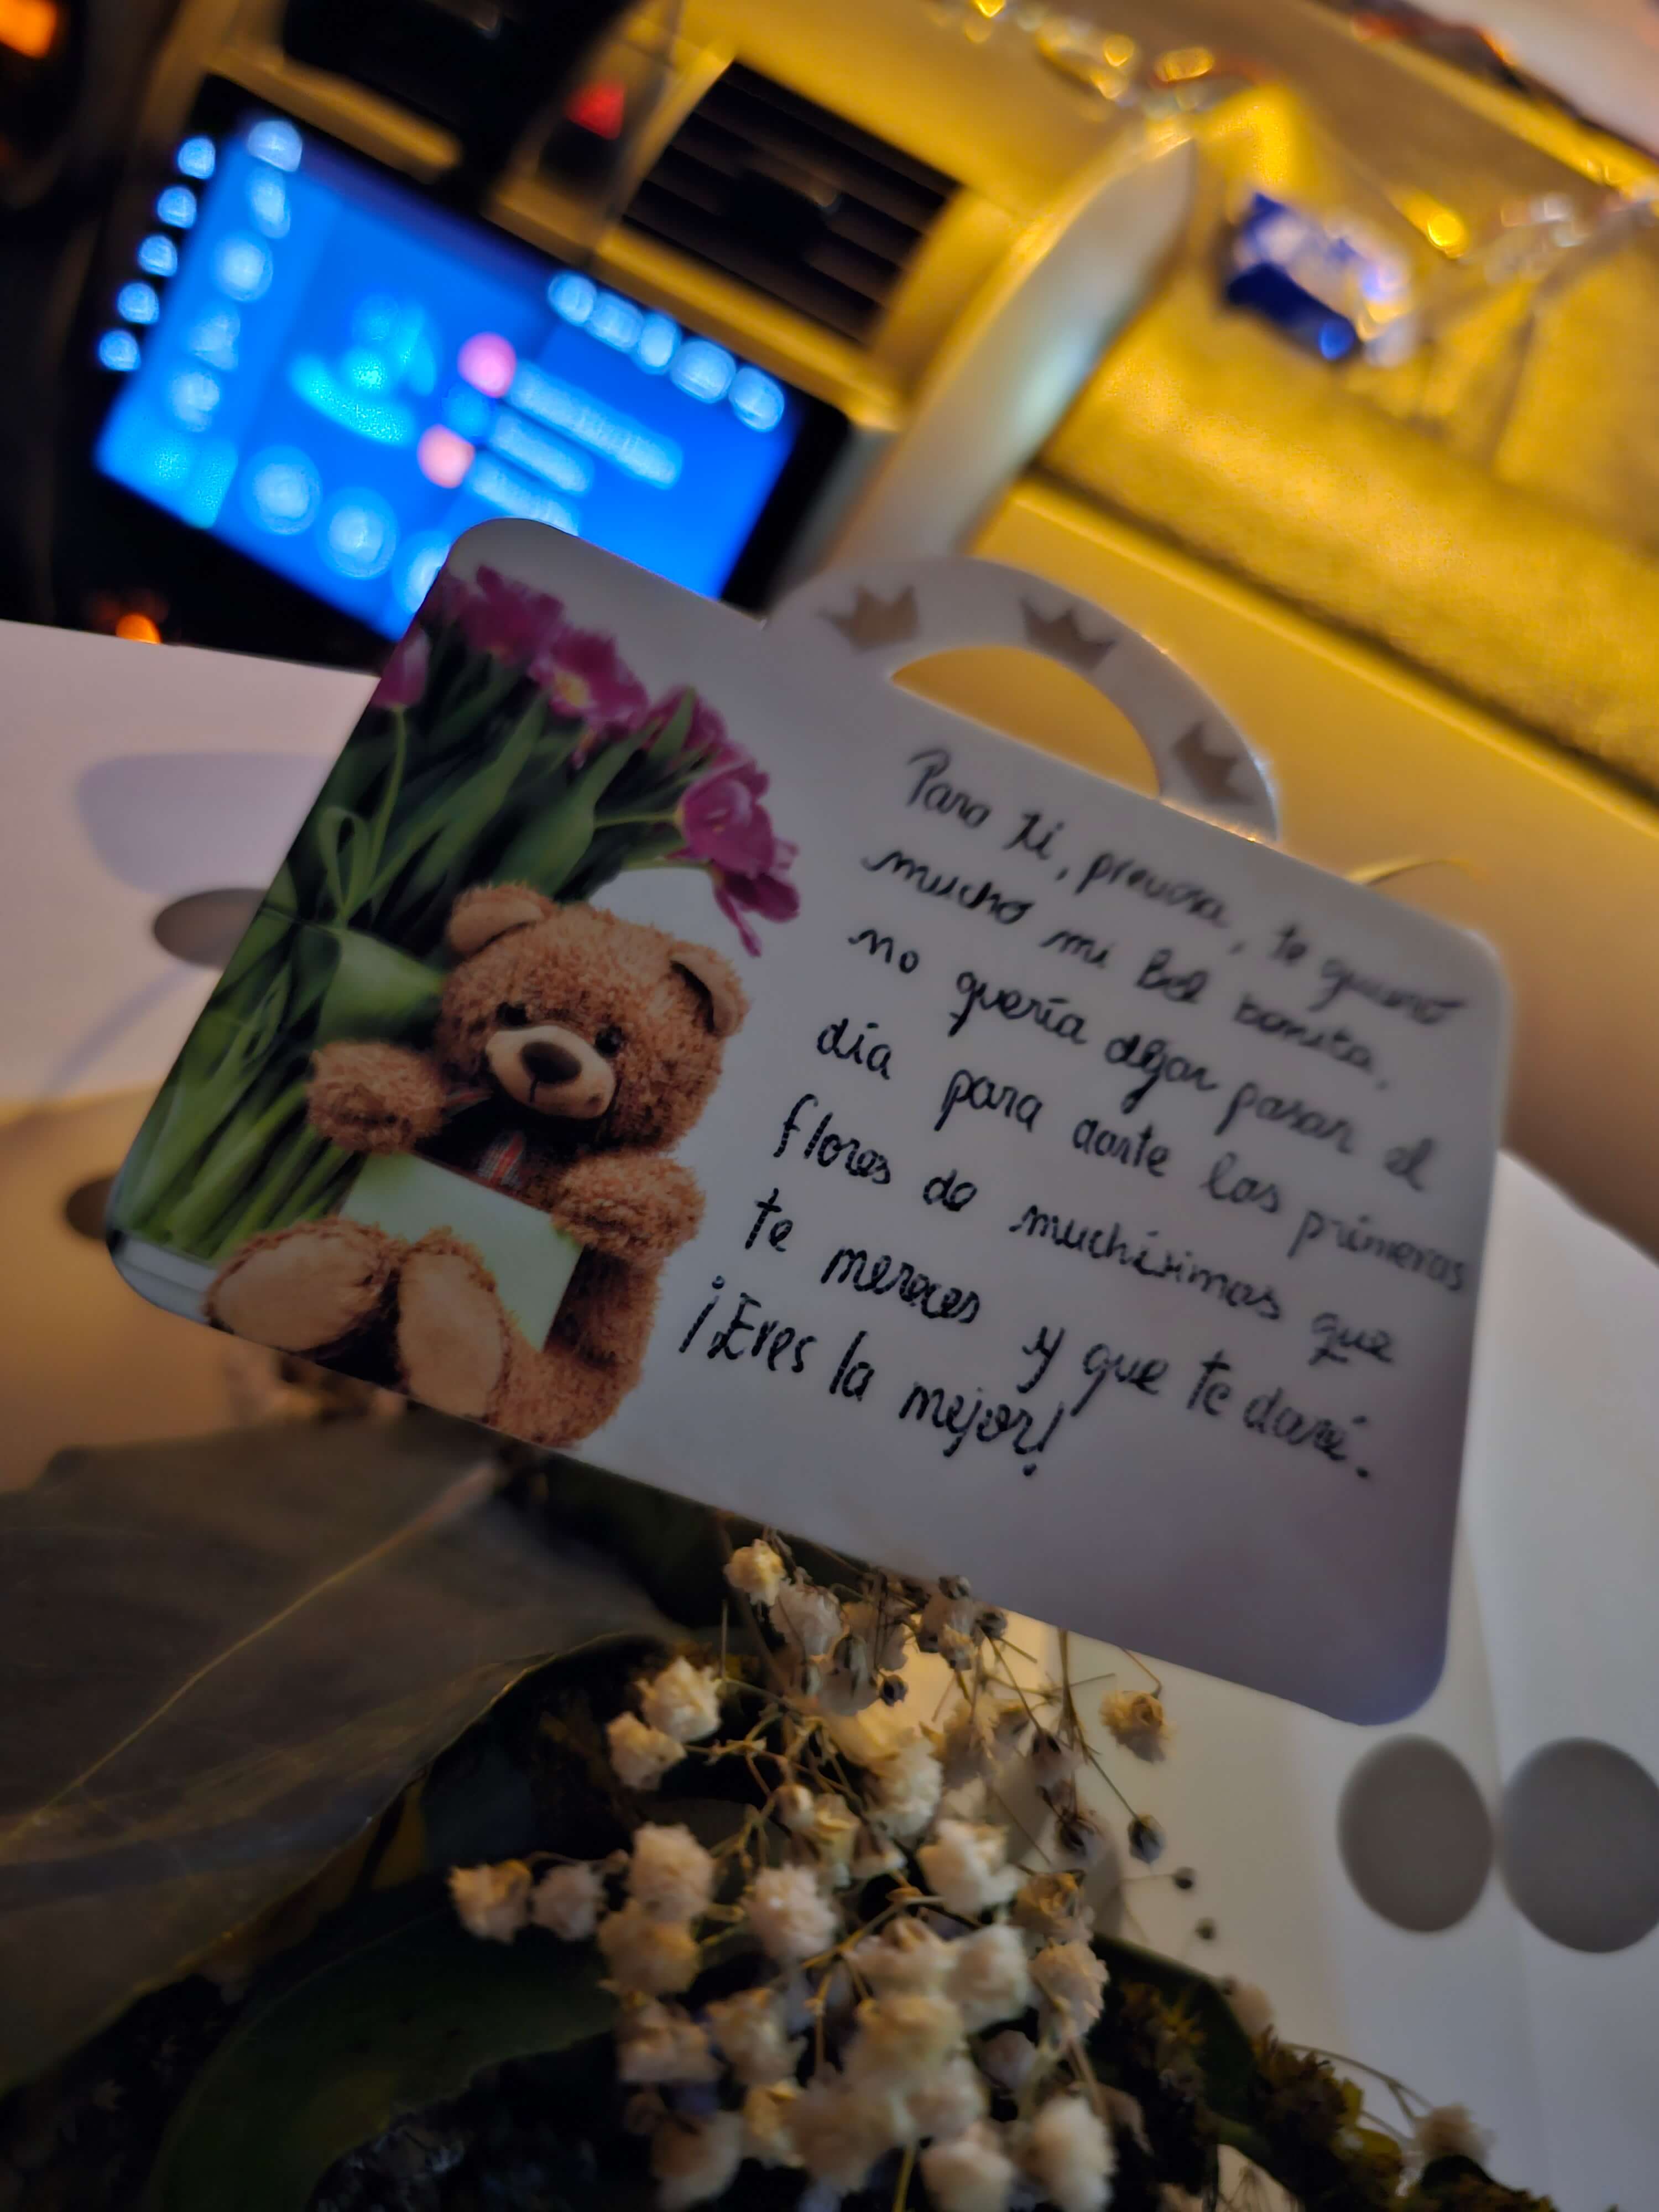 Para ti, preciosa, te quiero
mucho mi Bel bonita,
no quería dejar pasar el
día para darte las primeras
flores de muchísimas que
te mereces y que te daré.
¡Eres la mejor!